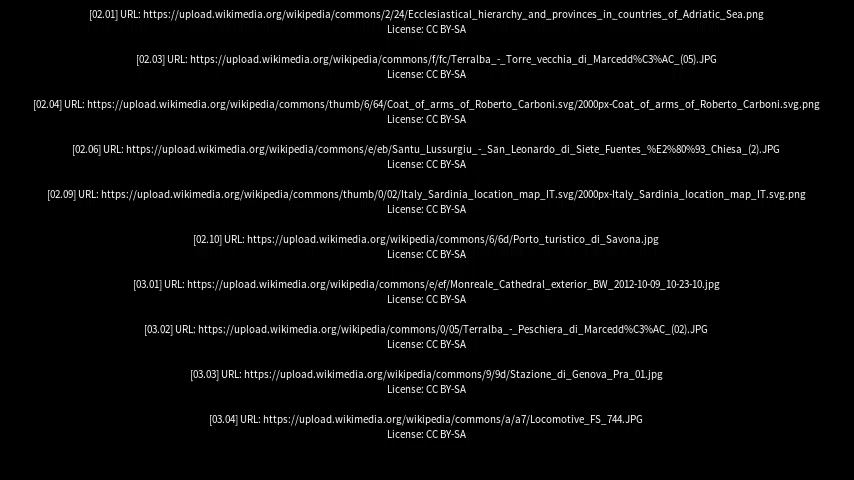 [02.01] URL: https://upload.wikimedia.org/wikipedia/commons/2/24/Ecclesiastical_hierarchy_and_provinces_in_countries_of_Adriatic_Sea.png
License: CC BY-SA
[02.03] URL: https://upload.wikimedia.org/wikipedia/commons/f/fc/Terralba_-_Torre_vecchia_di_Marcedd%C3%AC_(05).JPG
License: CC BY-SA
[02.04] URL: https://upload.wikimedia.org/wikipedia/commons/thumb/6/64/Coat_of_arms_of_Roberto_Carboni.svg/2000px-Coat_of_arms_of_Roberto_Carboni.svg.png
License: CC BY-SA
[02.06] URL: https://upload.wikimedia.org/wikipedia/commons/e/eb/Santu_Lussurgiu_-_San_Leonardo_di_Siete_Fuentes_%E2%80%93_Chiesa_(2).JPG
License: CC BY-SA
[02.09] URL: https://upload.wikimedia.org/wikipedia/commons/thumb/0/02/Italy_Sardinia_location_map_IT.svg/2000px-Italy_Sardinia_location_map_IT.svg.png
License: CC BY-SA
[02.10] URL: https://upload.wikimedia.org/wikipedia/commons/6/6d/Porto_turistico_di_Savona.jpg
License: CC BY-SA
[03.01] URL: https://upload.wikimedia.org/wikipedia/commons/e/ef/Monreale_Cathedral_exterior_BW_2012-10-09_10-23-10.jpg
License: CC BY-SA
[03.02] URL: https://upload.wikimedia.org/wikipedia/commons/0/05/Terralba_-_Peschiera_di_Marcedd%C3%AC_(02).JPG
License: CC BY-SA
[03.03] URL: https://upload.wikimedia.org/wikipedia/commons/9/9d/Stazione_di_Genova_Pra_01.jpg
License: CC BY-SA
[03.04] URL: https://upload.wikimedia.org/wikipedia/commons/a/a7/Locomotive_FS_744.JPG
License: CC BY-SA